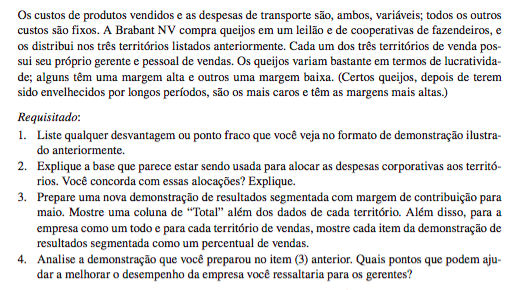 Os custos de produtos vendidos e as despesas de transporte são, ambos, variáveis; todos os outros
custos são fixos. A Brabant NV compra queijos em um leilão e de cooperativas de fazendeiros, e
os distribui nos três territórios listados anteriormente. Cada um dos três territórios de venda pos-
sui seu próprio gerente e pessoal de vendas. Os queijos variam bastante em termos de lucrativida-
de; alguns têm uma margem alta e outros uma margem baixa. (Certos queijos, depois de terem
sido envelhecidos por longos períodos, são os mais caros e têm as margens mais altas.)
Requisitado:
1. Liste qualquer desvantagem ou ponto fraco que você veja no formato de demonstração ilustra-
do anteriormente.
2. Explique a base que parece estar sendo usada para alocar as despesas corporativas aos territó-
rios. Você concorda com essas alocações? Explique.
3. Prepare uma nova demonstração de resultados segmentada com margem de contribuição para
maio. Mostre uma coluna de “Total” além dos dados de cada território. Além disso, para a
empresa como um todo e para cada território de vendas, mostre cada item da demonstração de
resultados segmentada como um percentual de vendas.
4. Analise a demonstração que você preparou no item (3) anterior. Quais pontos que podem aju-
dar a melhorar o desempenho da empresa você ressaltaria para os gerentes?